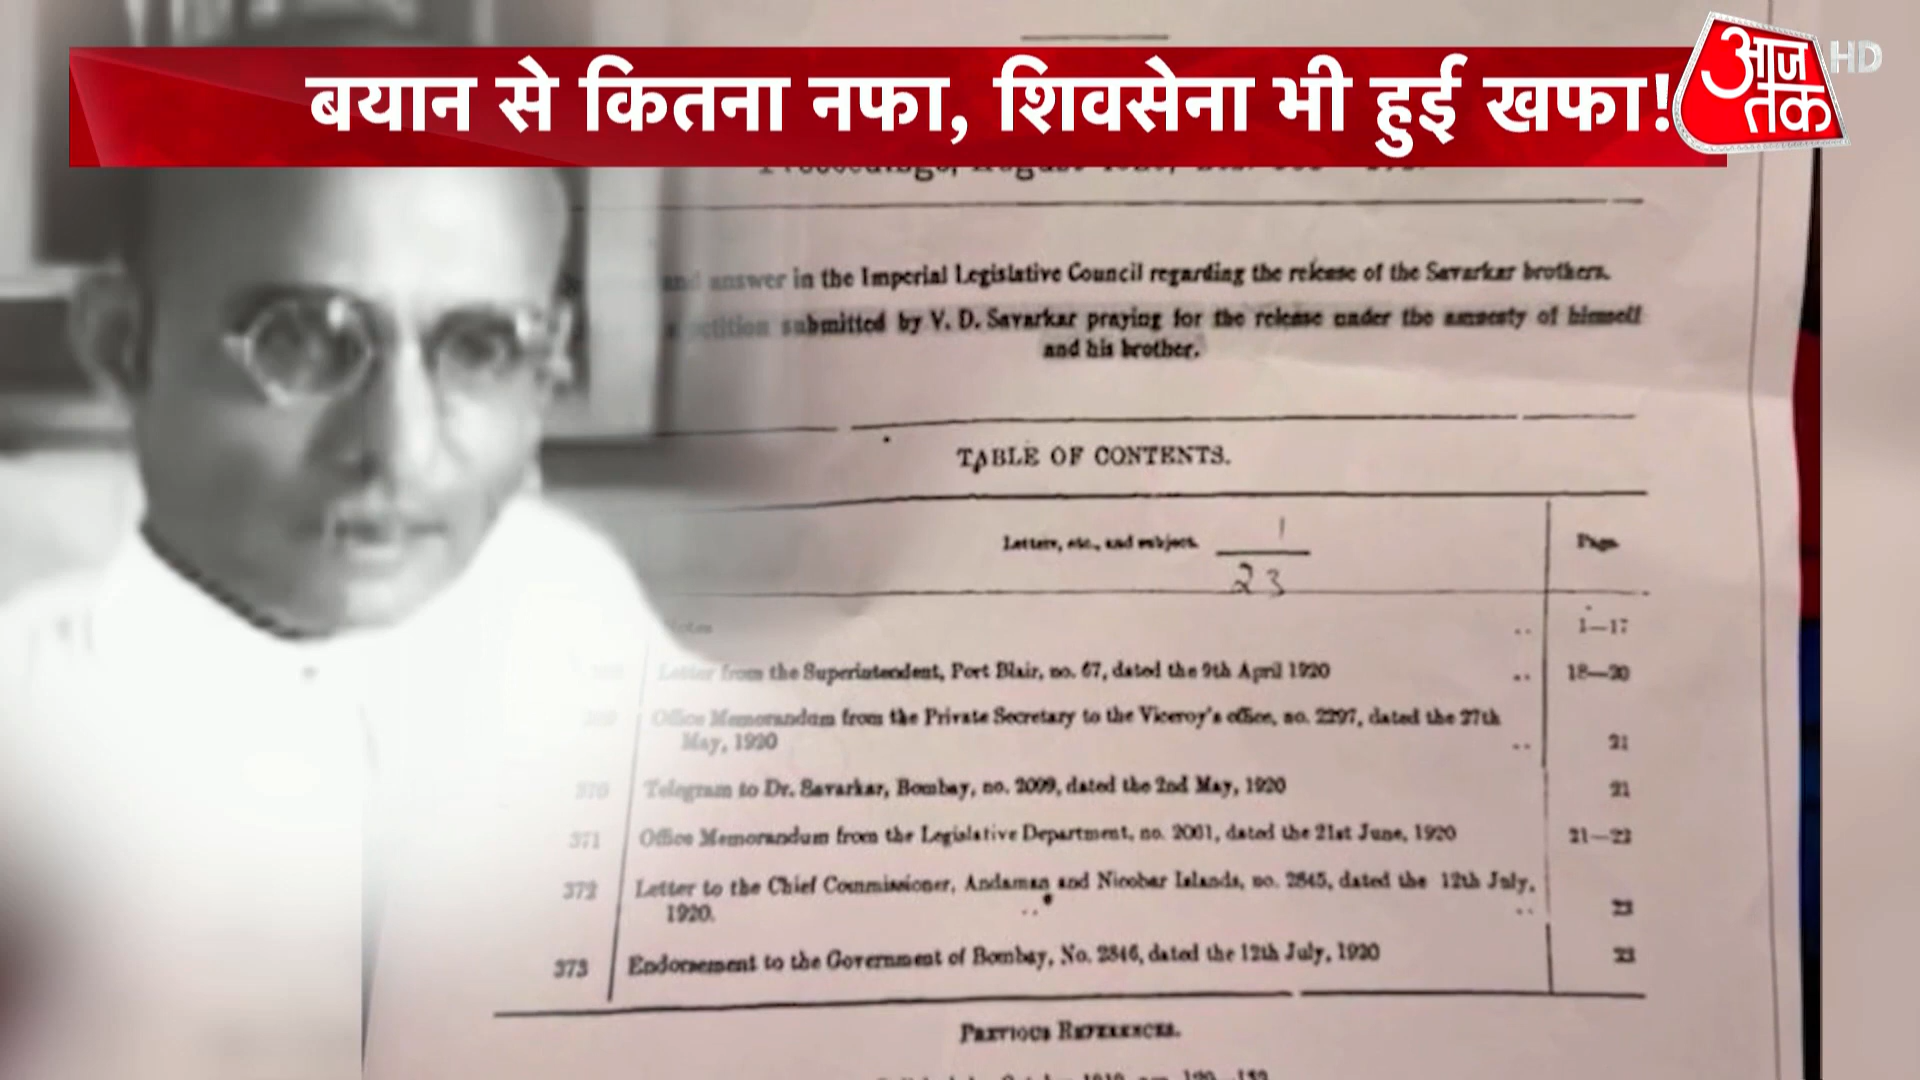 बयान से कितना नफा, शिवसेना भी हुई खफा!
आज
तक
HD
and answer in the Imperial Legislative Council regarding the release of the Savarkar brothers.
petition submitted by V. D. Savarkar praying for the release under the amnesty of himself
and his brother.
TABLE OF CONTENTS.
Letters, etc., and subject.
1
23
Page.
Notes .. 1—17
Letter from the Superintendent, Port Blair, no. 67, dated the 9th April 1920 .. 18—20
Office Memorandum from the Private Secretary to the Viceroy's office, no. 2297, dated the 27th
May, 1920 .. 21
370 Telegram to Dr. Savarkar, Bombay, no. 2009, dated the 2nd May, 1920 21
371 Office Memorandum from the Legislative Department, no. 2001, dated the 21st June, 1920 21—23
372 Letter to the Chief Commissioner, Andaman and Nicobar Islands, no. 2845, dated the 12th July,
1920. .. .. 23
373 Endorsement to the Government of Bombay, No. 2846, dated the 12th July, 1920 23
PREVIOUS REFERENCES.